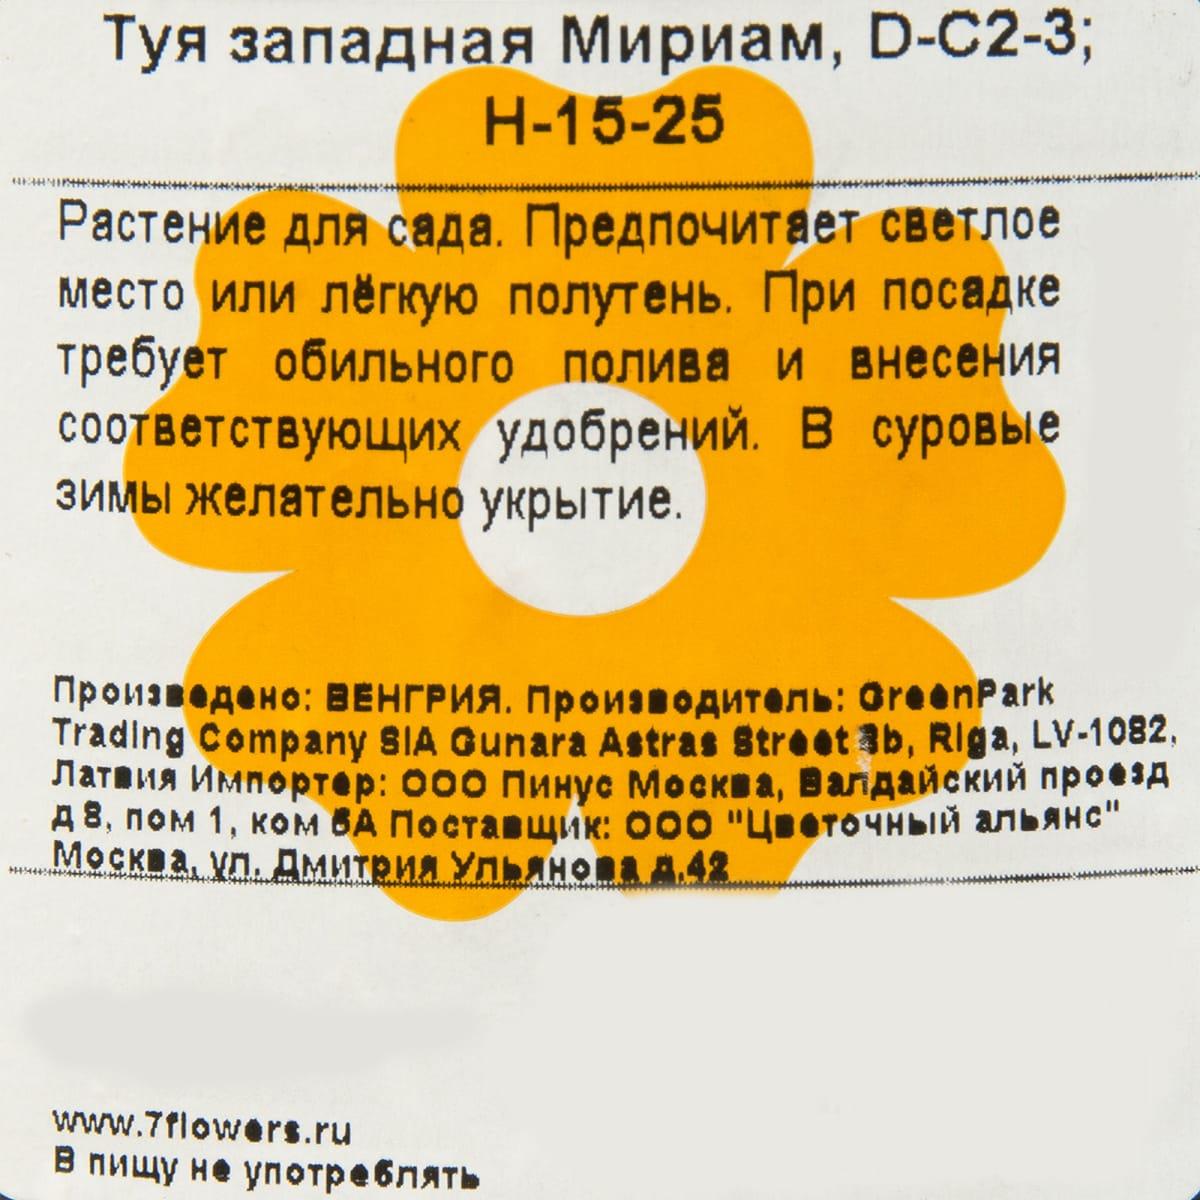 Туя западная Мириам, D-C2-3;
H-15-25
Растение для сада. Предпочитает светлое
место или лёгкую полутень. При посадке
требует обильного полива и внесения
соответствующих удобрений. В суровые
зимы желательно укрытие.
Произведено: ВЕНГРИЯ. Производитель: GreenPark
Trading Company SIA Gunara Astras Street 8b, Riga, LV-1082,
Латвия Импортер: ООО Пинус Москва, Валдайский проезд
д 8, пом 1, ком 6А Поставщик: ООО "Цветочный альянс"
Москва, ул. Дмитрия Ульянова д.42
www.7flowers.ru
В пищу не употреблять